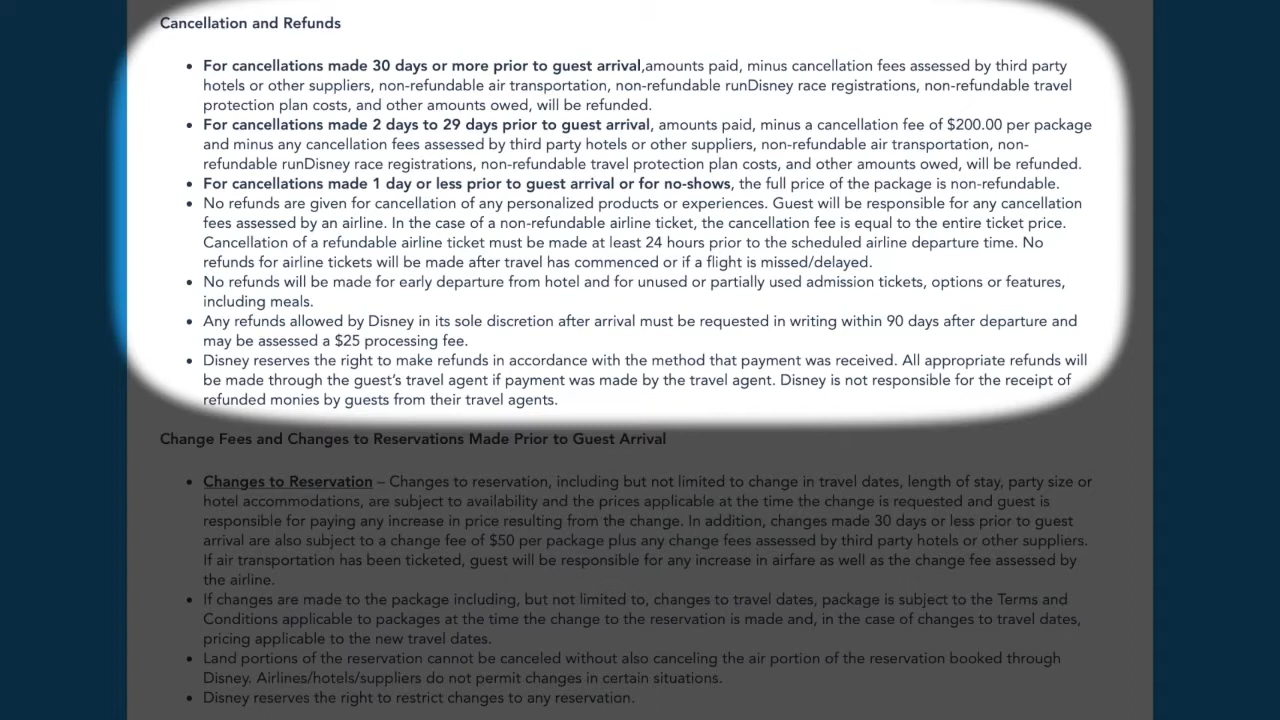 Cancellation and Refunds
For cancellations made 30 days or more prior to guest arrival,amounts paid, minus cancellation fees assessed by third party
hotels or other suppliers, non-refundable air transportation, non-refundable runDisney race registrations, non-refundable travel
protection plan costs, and other amounts owed, will be refunded.
For cancellations made 2 days to 29 days prior to guest arrival, amounts paid, minus a cancellation fee of $200.00 per package
and minus any cancellation fees assessed by third party hotels or other suppliers, non-refundable air transportation, non-
refundable runDisney race registrations, non-refundable travel protection plan costs, and other amounts owed, will be refunded.
For cancellations made 1 day or less prior to guest arrival or for no-shows, the full price of the package is non-refundable.
No refunds are given for cancellation of any personalized products or experiences. Guest will be responsible for any cancellation
fees assessed by an airline. In the case of a non-refundable airline ticket, the cancellation fee is equal to the entire ticket price.
Cancellation of a refundable airline ticket must be made at least 24 hours prior to the scheduled airline departure time. No
refunds for airline tickets will be made after travel has commenced or if a flight is missed/delayed.
No refunds will be made for early departure from hotel and for unused or partially used admission tickets, options or features,
including meals.
Any refunds allowed by Disney in its sole discretion after arrival must be requested in writing within 90 days after departure and
may be assessed a $25 processing fee.
Disney reserves the right to make refunds in accordance with the method that payment was received. All appropriate refunds will
be made through the guest’s travel agent if payment was made by the travel agent. Disney is not responsible for the receipt of
refunded monies by guests from their travel agents.
Change Fees and Changes to Reservations Made Prior to Guest Arrival
Changes to Reservation – Changes to reservation, including but not limited to change in travel dates, length of stay, party size or
hotel accommodations, are subject to availability and the prices applicable at the time the change is requested and guest is
responsible for paying any increase in price resulting from the change. In addition, changes made 30 days or less prior to guest
arrival are also subject to a change fee of $50 per package plus any change fees assessed by third party hotels or other suppliers.
If air transportation has been ticketed, guest will be responsible for any increase in airfare as well as the change fee assessed by
the airline.
If changes are made to the package including, but not limited to, changes to travel dates, package is subject to the Terms and
Conditions applicable to packages at the time the change to the reservation is made and, in the case of changes to travel dates,
pricing applicable to the new travel dates.
Land portions of the reservation cannot be canceled without also canceling the air portion of the reservation booked through
Disney. Airlines/hotels/suppliers do not permit changes in certain situations.
Disney reserves the right to restrict changes to any reservation.